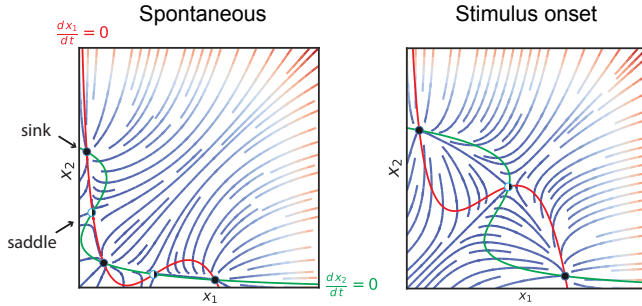 Spontaneous
Stimulus onset
dx₁/dt = 0
sink
x₂
saddle
x₁
dx₂/dt = 0
x₂
x₁